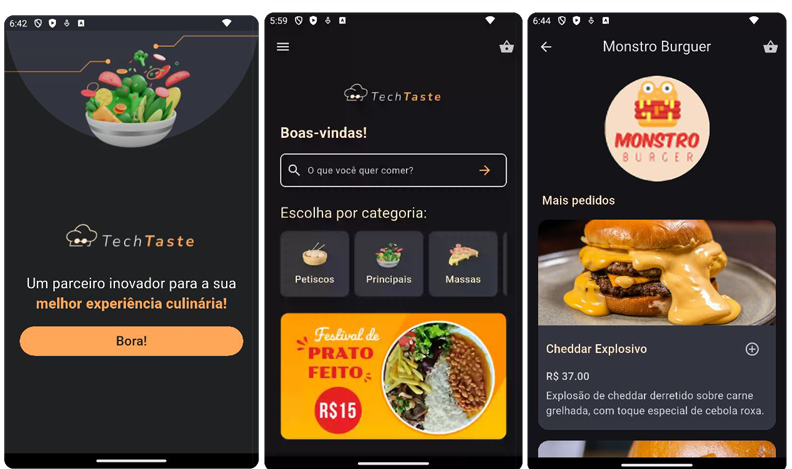 6:42
TechTaste
Um parceiro inovador para a sua
melhor experiência culinária!
Bora!
5:59
TechTaste
Boas-vindas!
O que você quer comer?
Escolha por categoria:
Petiscos
Principais
Massas
Festival de
PRATO
FEITO
R$15
6:44
Monstro Burguer
MONSTRO
BURGER
Mais pedidos
Cheddar Explosivo
R$ 37.00
Explosão de cheddar derretido sobre carne
grelhada, com toque especial de cebola roxa.